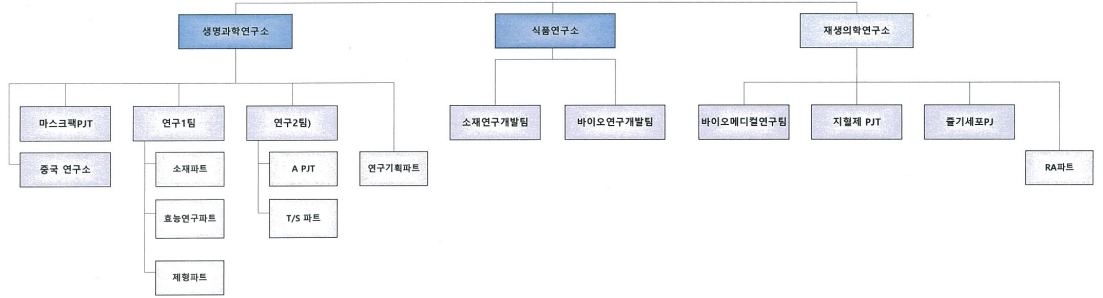 생명과학연구소
식품연구소
재생의학연구소
마스크팩PJT
연구1팀
연구2팀)
소재연구개발팀
바이오연구개발팀
바이오메디컬연구팀
지혈제 PJT
줄기세포PJ
중국 연구소
소재파트
A PJT
연구기획파트
RA파트
효능연구파트
T/S 파트
제형파트